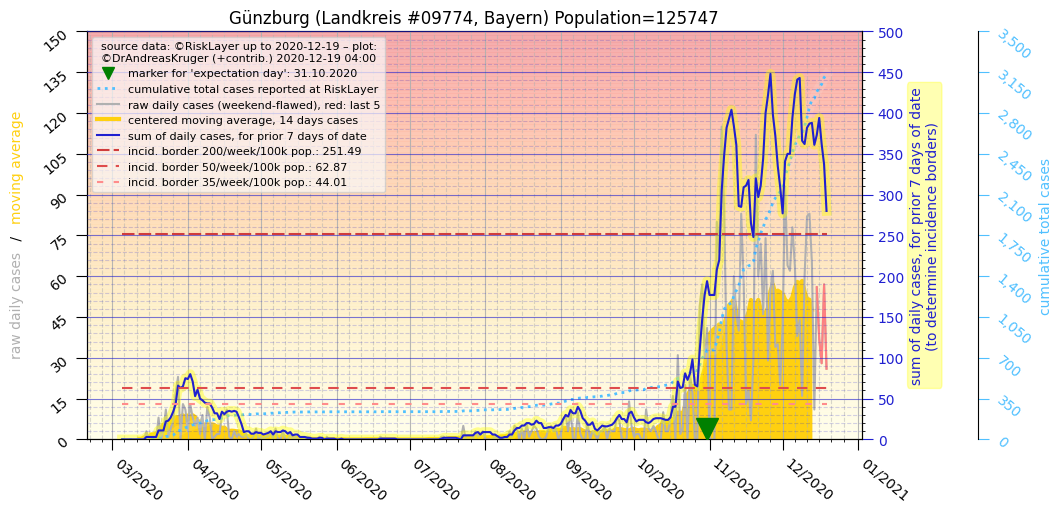 Günzburg (Landkreis #09774, Bayern) Population=125747
source data: ©RiskLayer up to 2020-12-19 – plot:
©DrAndreasKruger (+contrib.) 2020-12-19 04:00
marker for 'expectation day': 31.10.2020
cumulative total cases reported at RiskLayer
raw daily cases (weekend-flawed), red: last 5
centered moving average, 14 days cases
sum of daily cases, for prior 7 days of date
incid. border 200/week/100k pop.: 251.49
incid. border 50/week/100k pop.: 62.87
incid. border 35/week/100k pop.: 44.01
raw daily cases / moving average
150
135
120
105
90
75
60
45
30
15
0
03/2020
04/2020
05/2020
06/2020
07/2020
08/2020
09/2020
10/2020
11/2020
12/2020
01/2021
500
450
400
350
300
250
200
150
100
50
0
sum of daily cases, for prior 7 days of date
(to determine incidence borders)
3,500
3,150
2,800
2,450
2,100
1,750
1,400
1,050
700
350
0
cumulative total cases